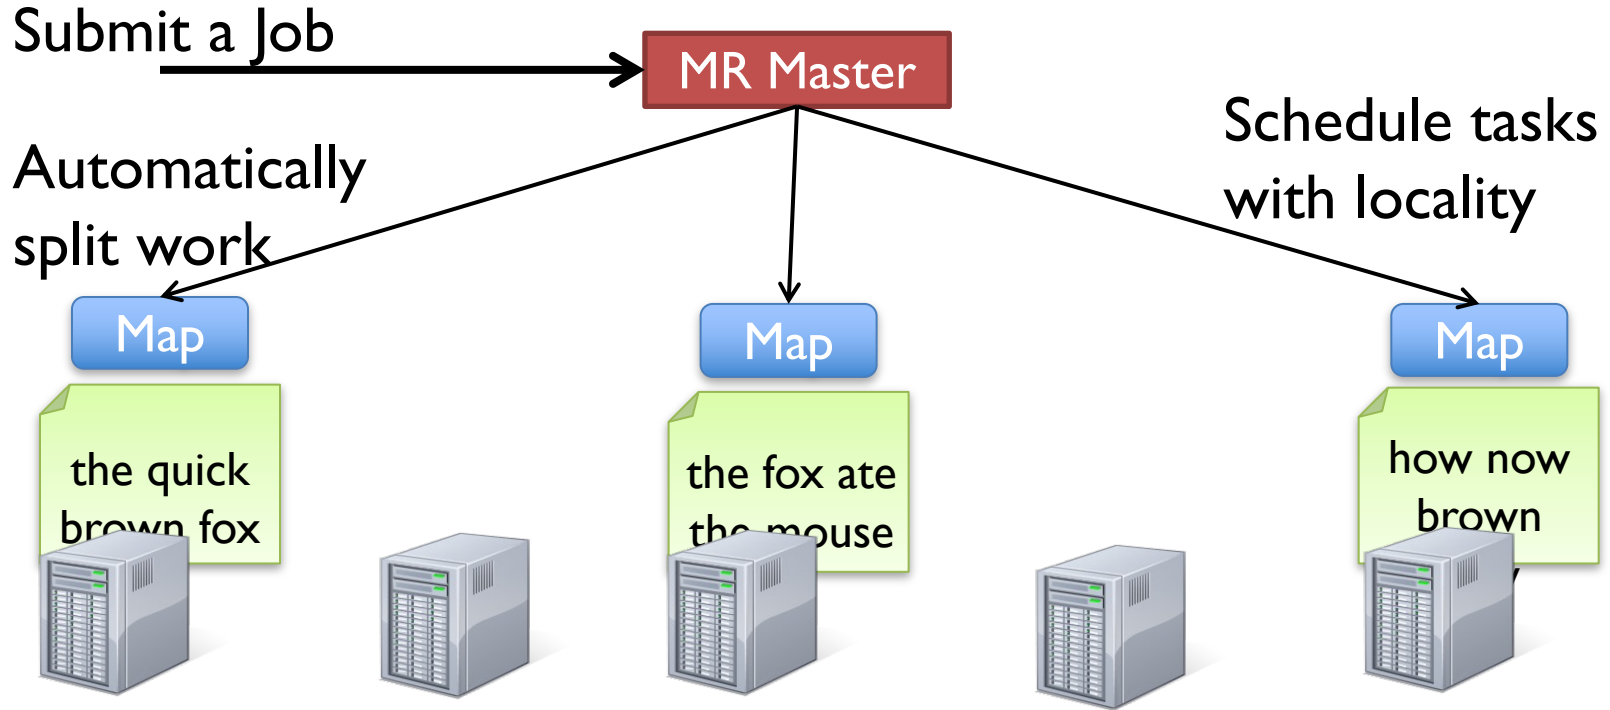 Submit a Job
MR Master
Schedule tasks
with locality
Automatically
split work
Map
Map
Map
the quick
brown fox
the fox ate
the mouse
how now
brown